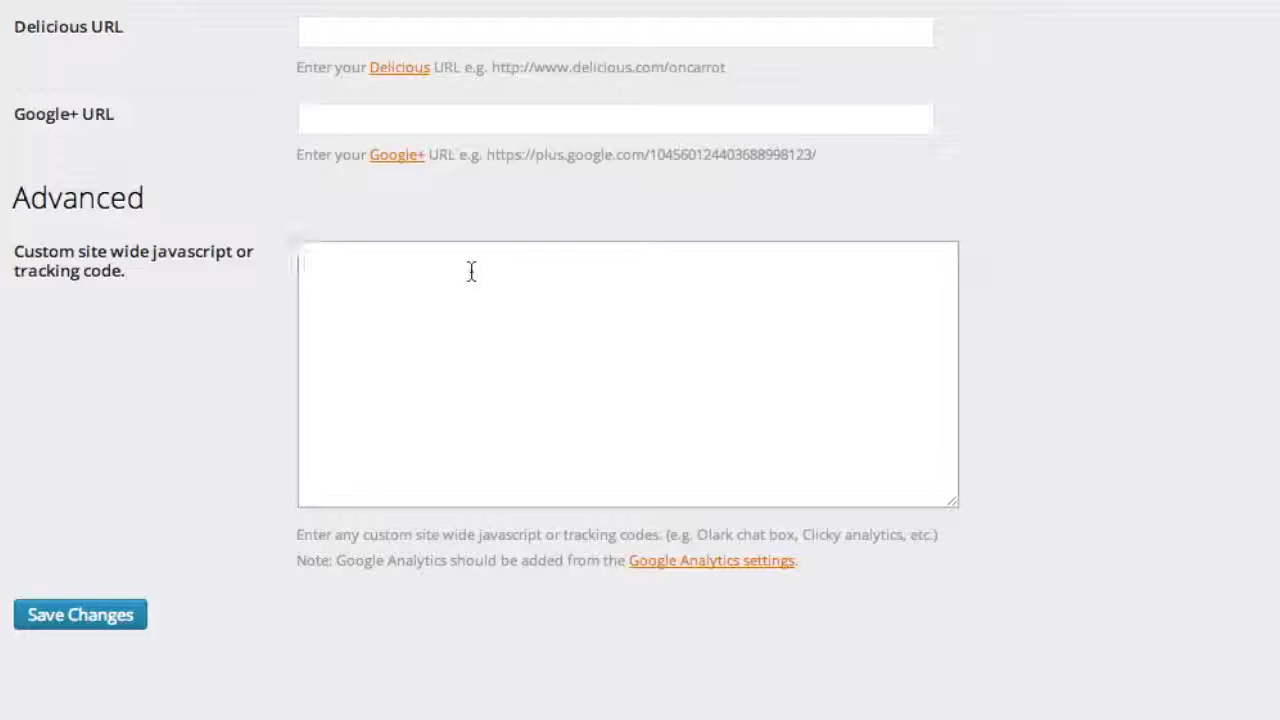 Delicious URL
Enter your Delicious URL e.g. http://www.delicious.com/oncarrot
Google+ URL
Enter your Google+ URL e.g. https://plus.google.com/104560124403688998123/
Advanced
Custom site wide javascript or
tracking code.
Enter any custom site wide javascript or tracking codes. (e.g. Olark chat box, Clicky analytics, etc.)
Note: Google Analytics should be added from the Google Analytics settings.
Save Changes